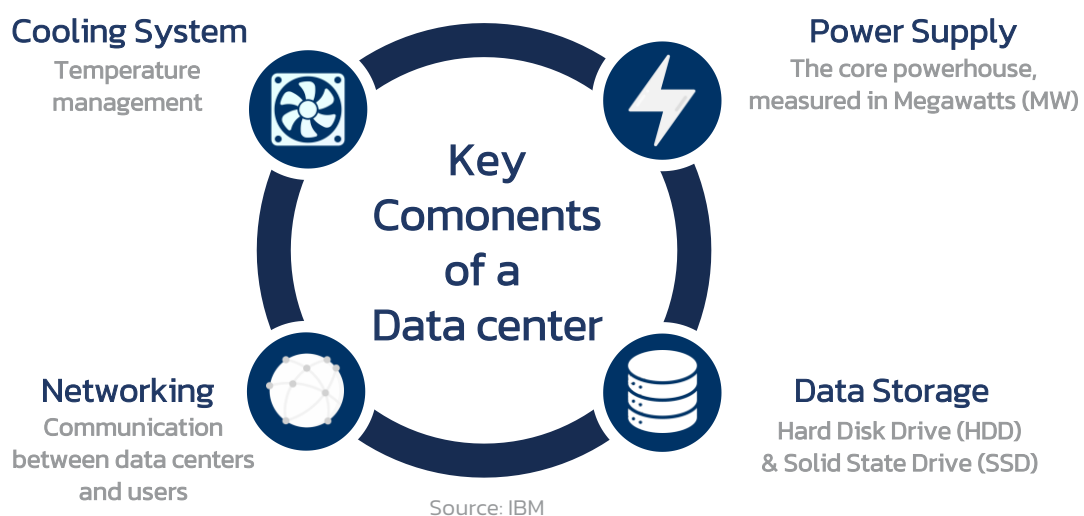 Cooling System
Temperature
management
Power Supply
The core powerhouse,
measured in Megawatts (MW)
Key
Comonents
of a
Data center
Networking
Communication
between data centers
and users
Data Storage
Hard Disk Drive (HDD)
& Solid State Drive (SSD)
Source: IBM